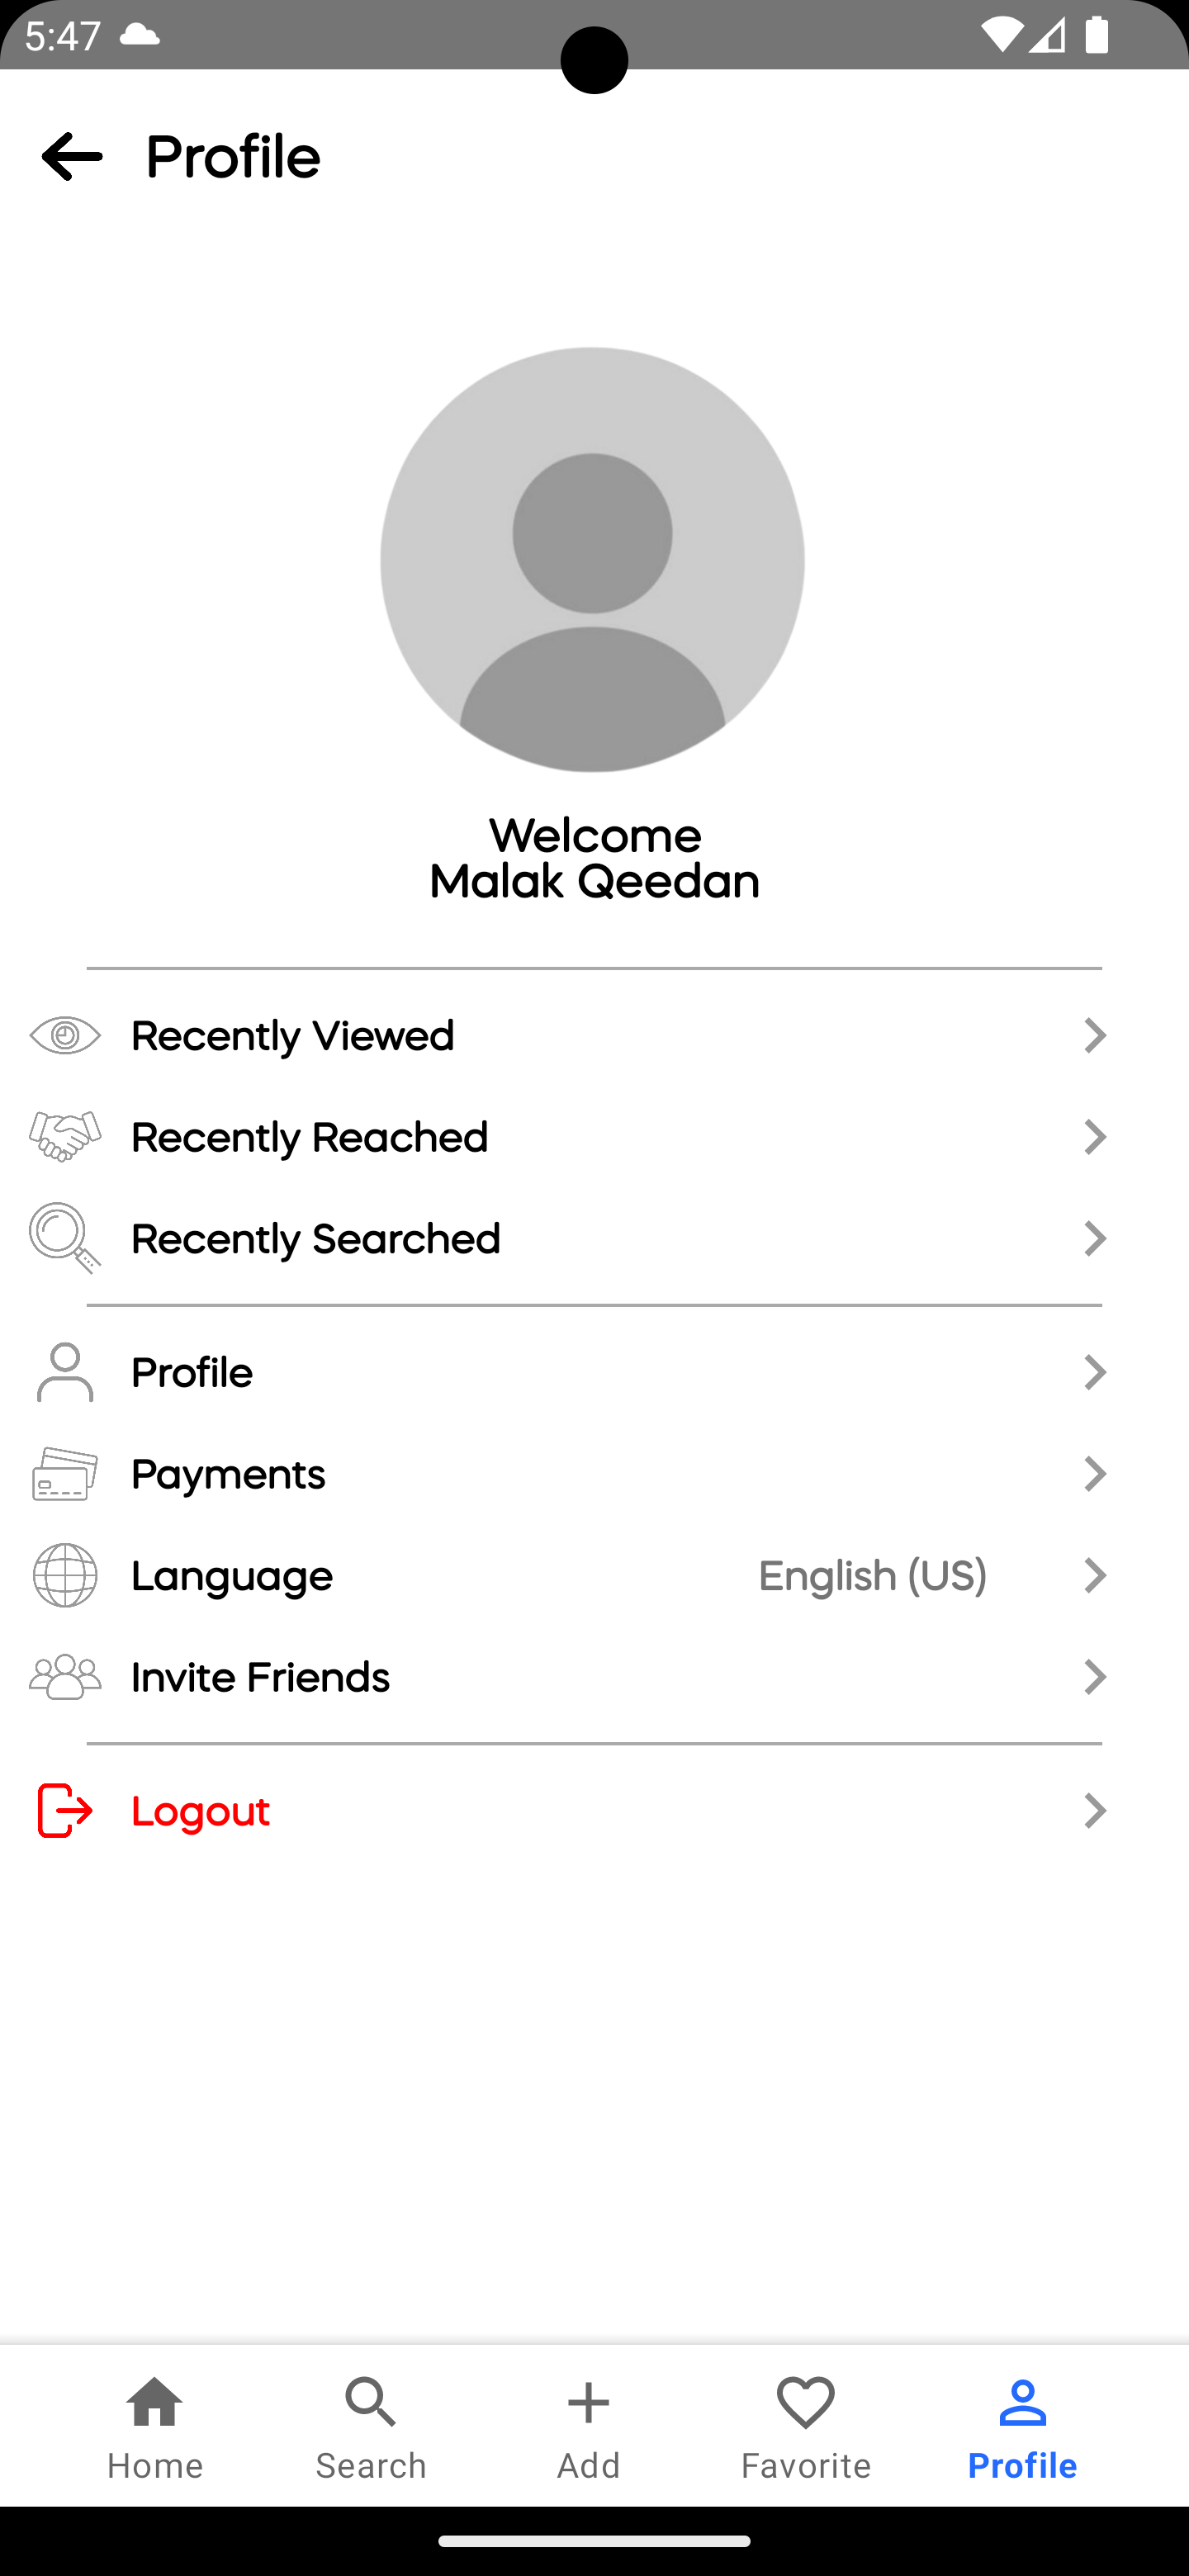 5:47
Profile
Welcome
Malak Qeedan
Recently Viewed
Recently Reached
Recently Searched
Profile
Payments
Language English (US)
Invite Friends
Logout
Home Search Add Favorite Profile